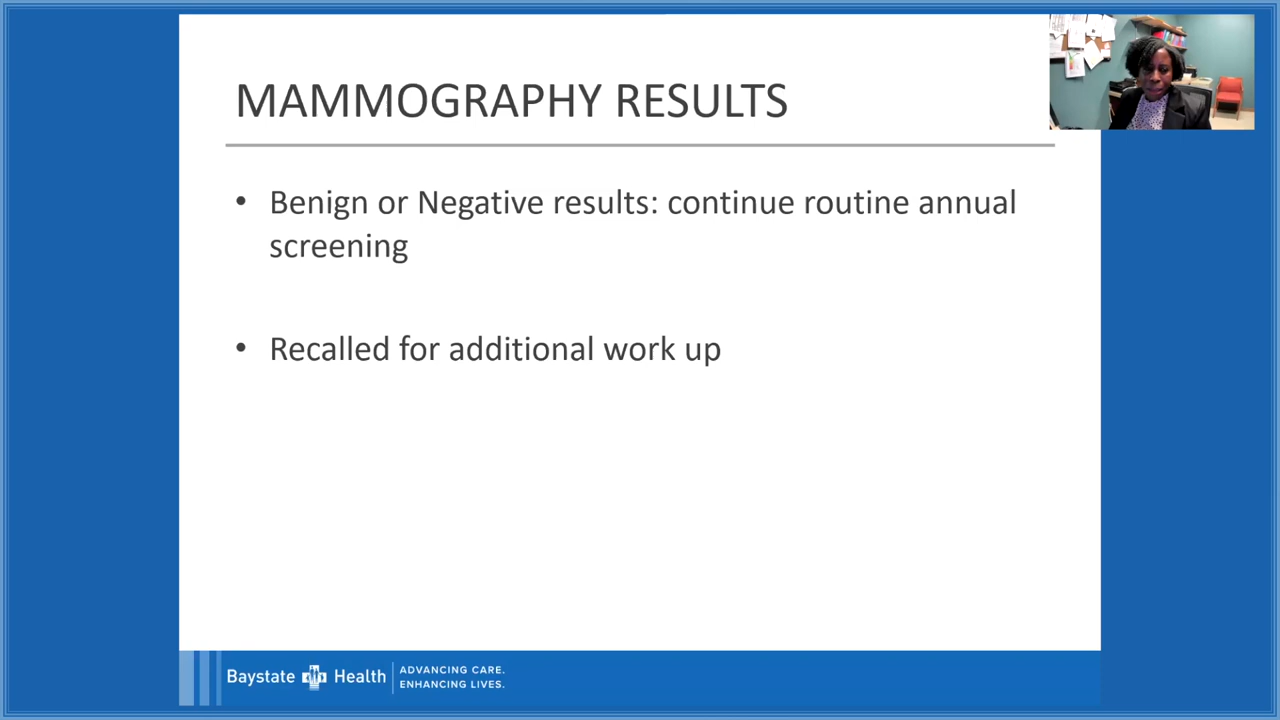 MAMMOGRAPHY RESULTS
• Benign or Negative results: continue routine annual
screening
• Recalled for additional work up
Baystate Health
ADVANCING CARE.
ENHANCING LIVES.